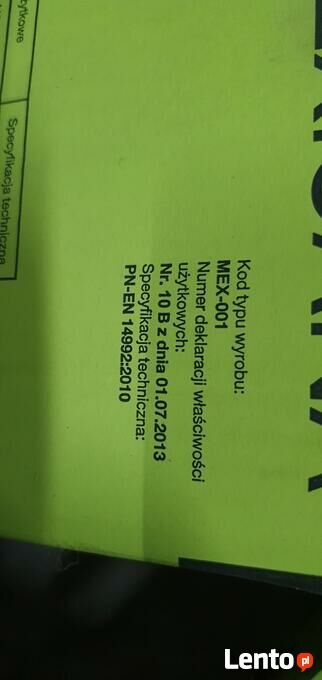 Kod typu wyrobu:
MEX-001
Numer deklaracji właściwości
użytkowych:
Nr. 10 B z dnia 01.07.2013
Specyfikacja techniczna:
PN-EN 14992:2010
Specyfikacja techniczna
Lento.pl